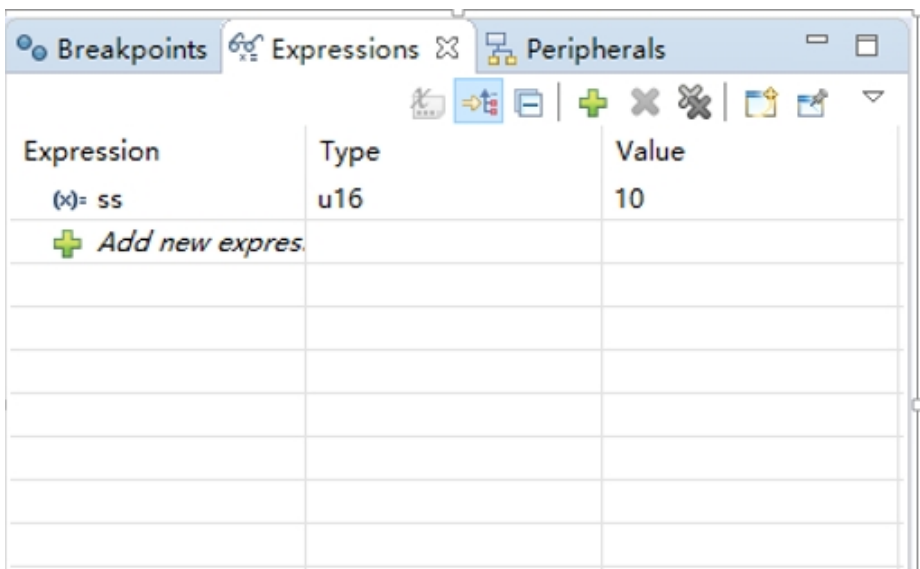 Breakpoints Expressions Peripherals
Expression Type Value
(x)= ss u16 10
Add new expres